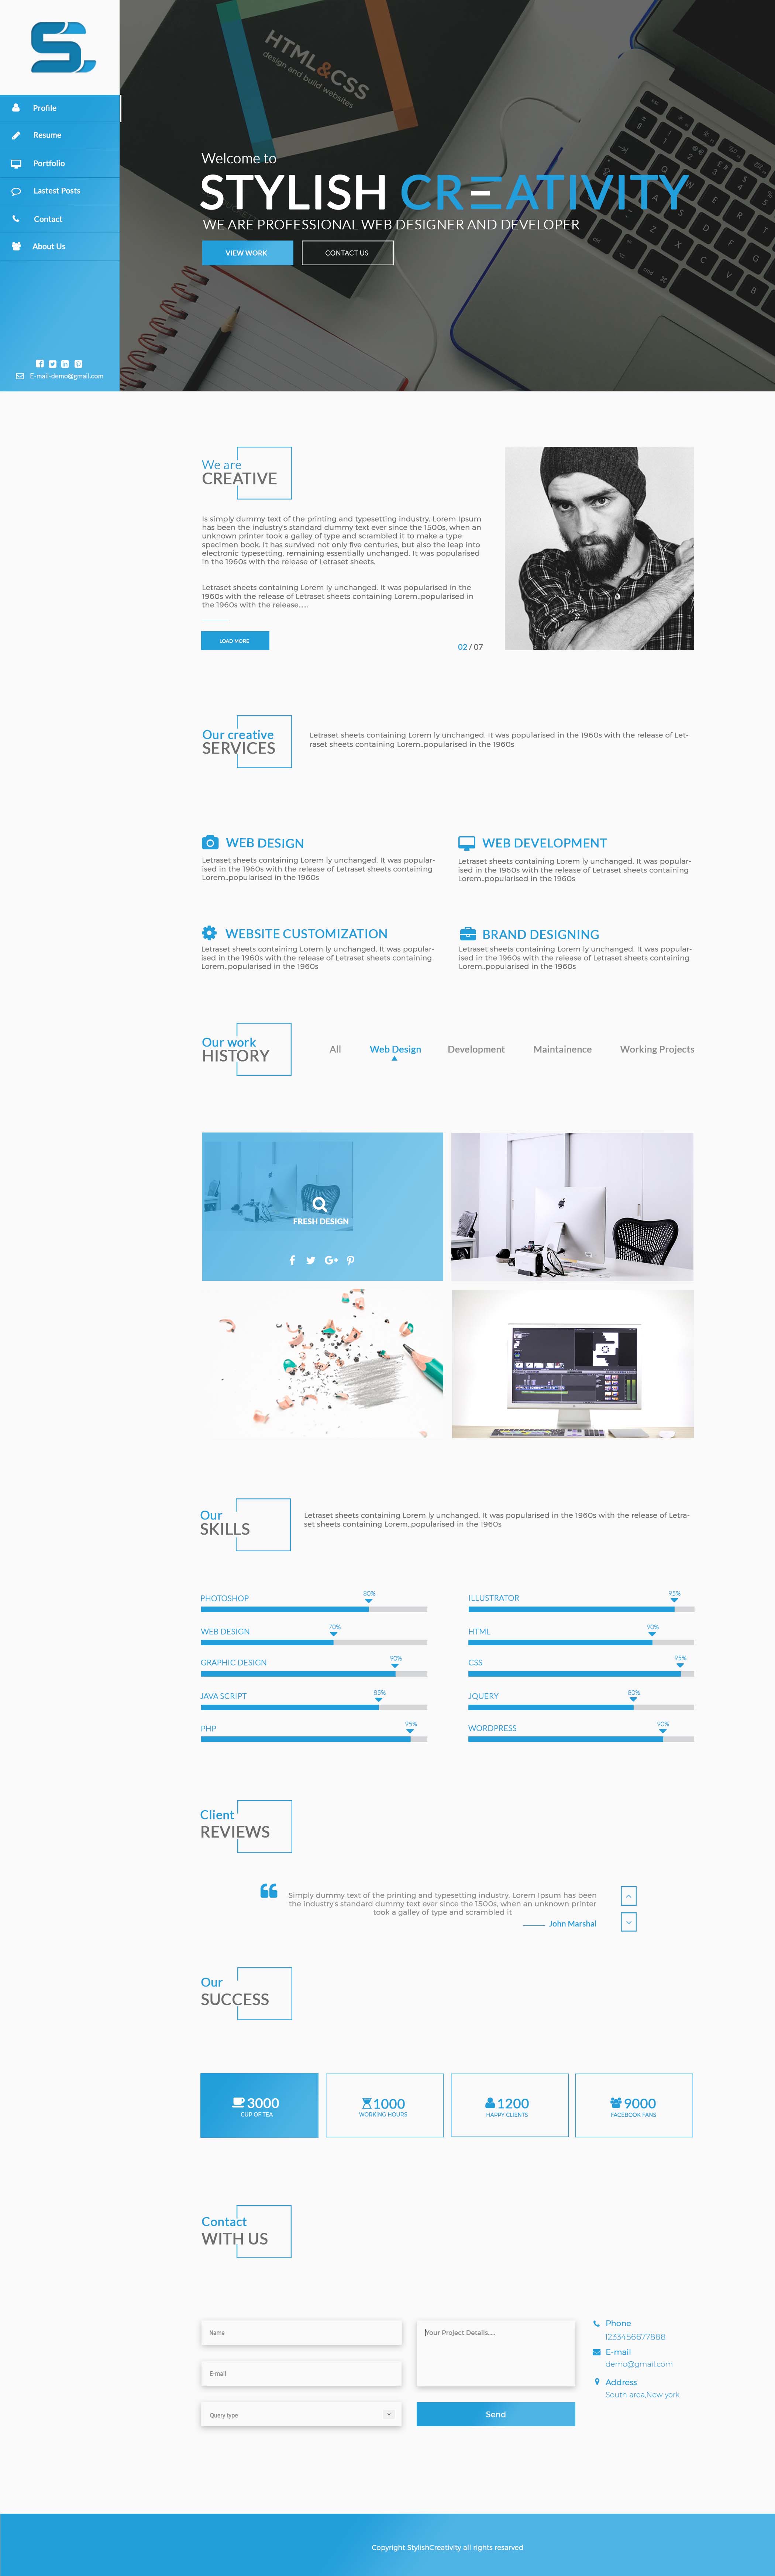 S
Profile
Resume
Portfolio
Lastest Posts
Contact
About Us
E-mail-demo@gmail.com
HTML&CSS
design and build websites
Welcome to
STYLISH CREATIVITY
WE ARE PROFESSIONAL WEB DESIGNER AND DEVELOPER
VIEW WORK
CONTACT US
We are
CREATIVE
Is simply dummy text of the printing and typesetting industry. Lorem Ipsum
has been the industry's standard dummy text ever since the 1500s, when an
unknown printer took a galley of type and scrambled it to make a type
specimen book. It has survived not only five centuries, but also the leap into
electronic typesetting, remaining essentially unchanged. It was popularised
in the 1960s with the release of Letraset sheets.
Letraset sheets containing Lorem ly unchanged. It was popularised in the
1960s with the release of Letraset sheets containing Lorem..popularised in
the 1960s with the release......
LOAD MORE
02 / 07
Our creative
SERVICES
Letraset sheets containing Lorem ly unchanged. It was popularised in the 1960s with the release of Let-
raset sheets containing Lorem..popularised in the 1960s
WEB DESIGN
Letraset sheets containing Lorem ly unchanged. It was popular-
ised in the 1960s with the release of Letraset sheets containing
Lorem..popularised in the 1960s
WEB DEVELOPMENT
Letraset sheets containing Lorem ly unchanged. It was popular-
ised in the 1960s with the release of Letraset sheets containing
Lorem..popularised in the 1960s
WEBSITE CUSTOMIZATION
Letraset sheets containing Lorem ly unchanged. It was popular-
ised in the 1960s with the release of Letraset sheets containing
Lorem..popularised in the 1960s
BRAND DESIGNING
Letraset sheets containing Lorem ly unchanged. It was popular-
ised in the 1960s with the release of Letraset sheets containing
Lorem..popularised in the 1960s
Our work
HISTORY
All
Web Design
Development
Maintainence
Working Projects
FRESH DESIGN
Our
SKILLS
Letraset sheets containing Lorem ly unchanged. It was popularised in the 1960s with the release of Letra-
set sheets containing Lorem..popularised in the 1960s
PHOTOSHOP 80%
ILLUSTRATOR 95%
WEB DESIGN 70%
HTML 90%
GRAPHIC DESIGN 90%
CSS 95%
JAVA SCRIPT 85%
JQUERY 80%
PHP 95%
WORDPRESS 90%
Client
REVIEWS
Simply dummy text of the printing and typesetting industry. Lorem Ipsum has been
the industry's standard dummy text ever since the 1500s, when an unknown printer
took a galley of type and scrambled it
John Marshal
Our
SUCCESS
3000
CUP OF TEA
1000
WORKING HOURS
1200
HAPPY CLIENTS
9000
FACEBOOK FANS
Contact
WITH US
Name
E-mail
Query type
Your Project Details.....
Send
Phone
1233456677888
E-mail
demo@gmail.com
Address
South area,New york
Copyright StylishCreativity all rights resarved